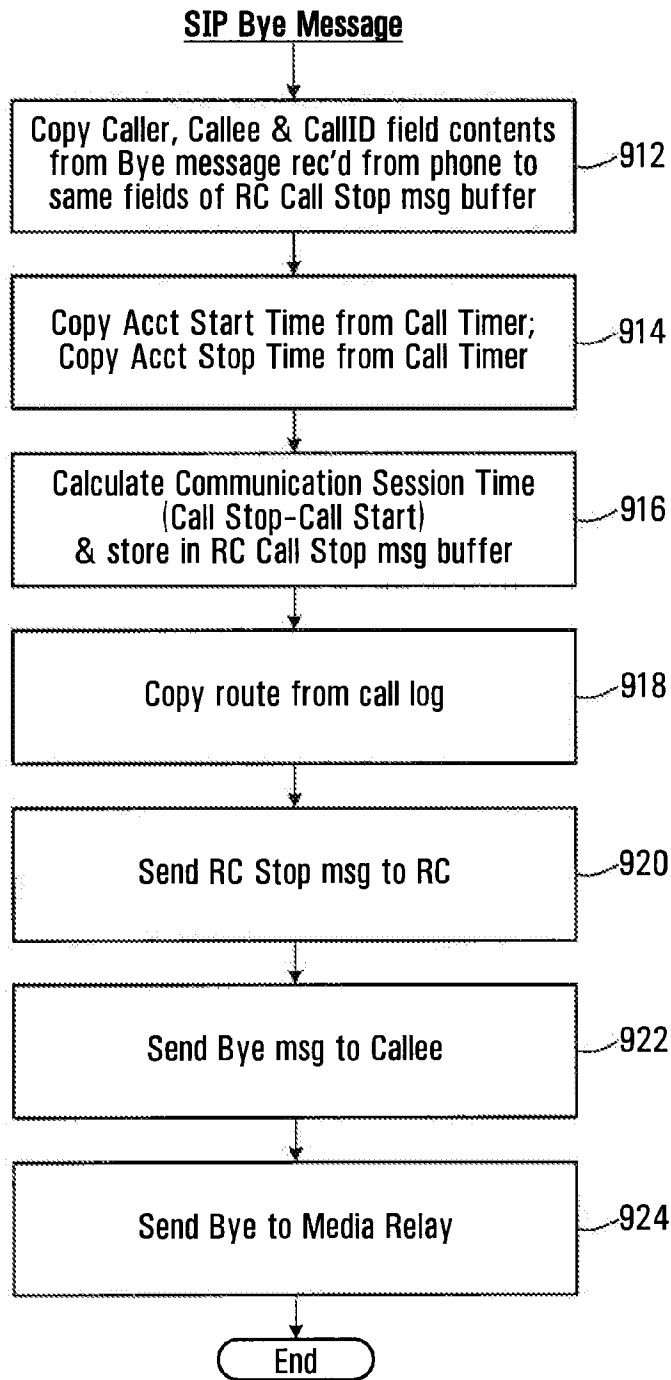 SIP Bye Message
Copy Caller, Callee & CallID field contents
from Bye message rec'd from phone to
same fields of RC Call Stop msg buffer
912
Copy Acct Start Time from Call Timer;
Copy Acct Stop Time from Call Timer
914
Calculate Communication Session Time
(Call Stop-Call Start)
& store in RC Call Stop msg buffer
916
Copy route from call log
918
Send RC Stop msg to RC
920
Send Bye msg to Callee
922
Send Bye to Media Relay
924
End